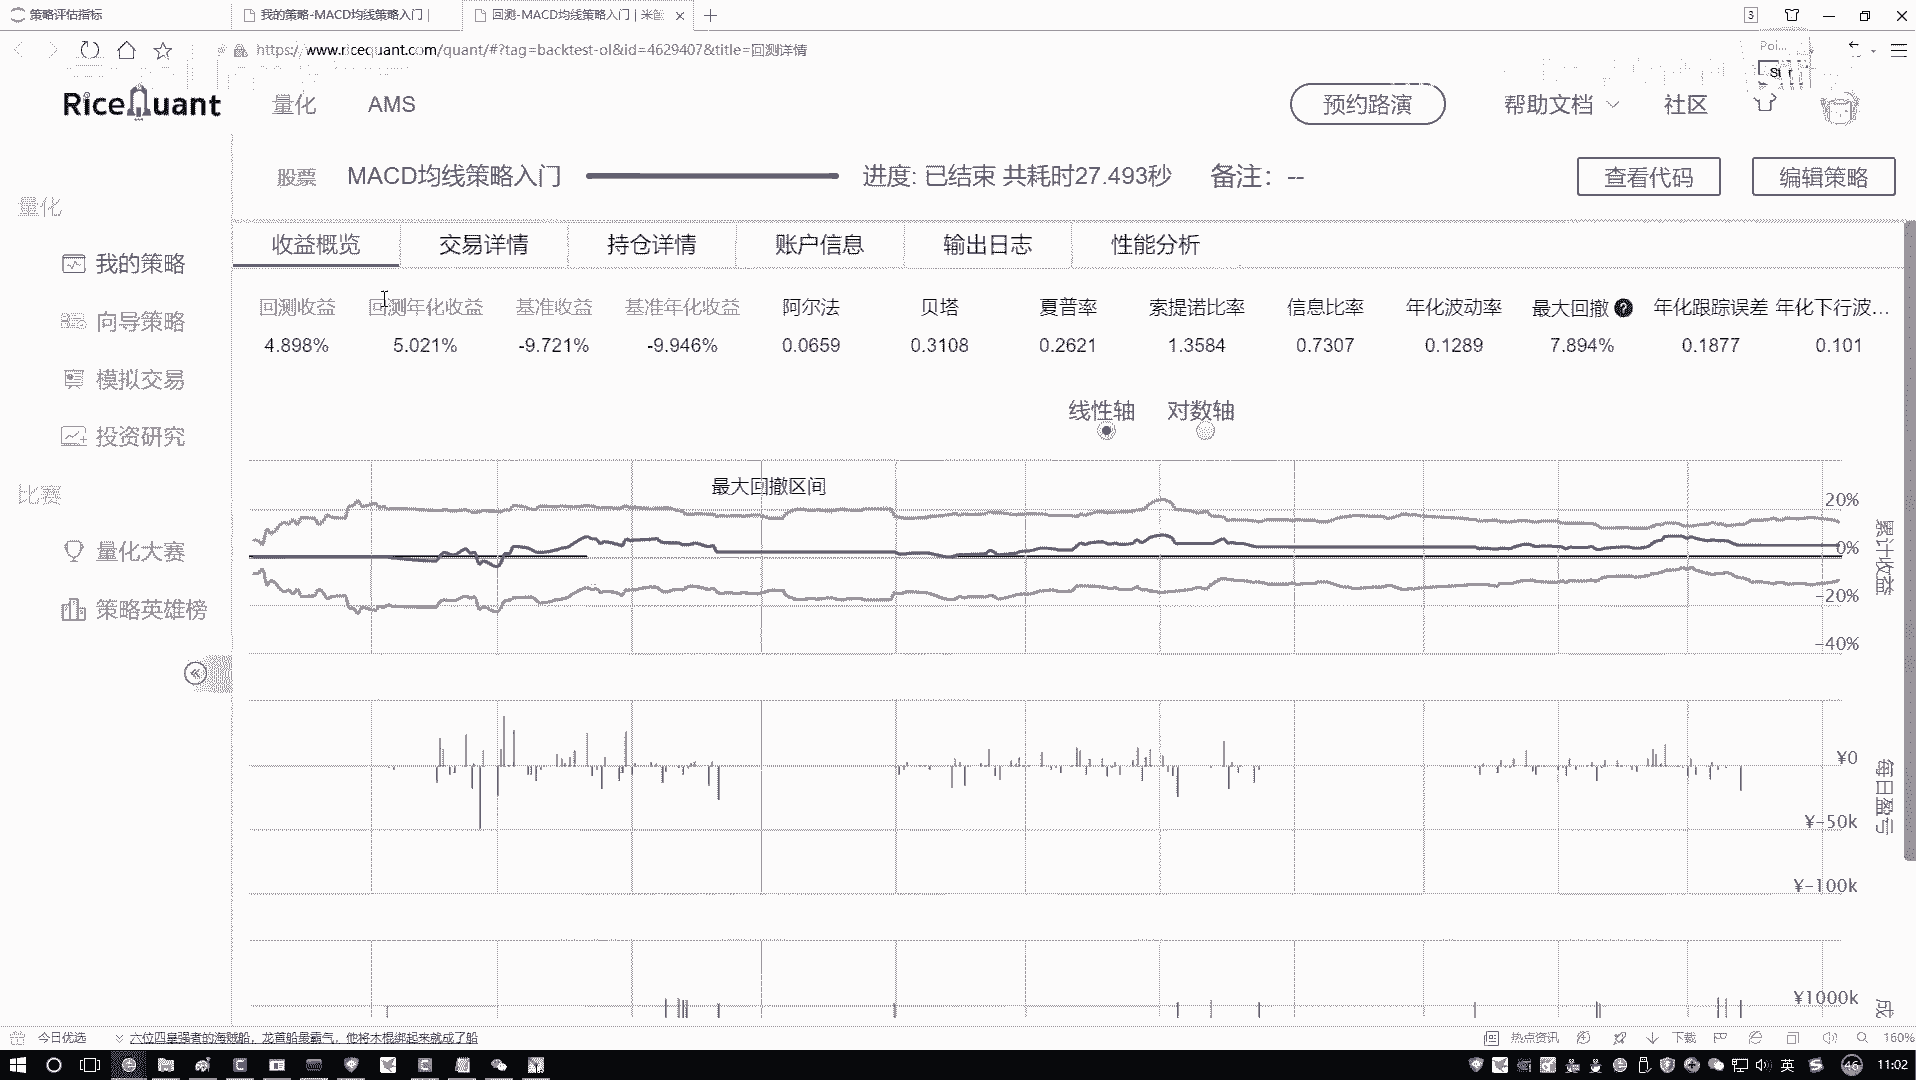 策略评估指标
我的策略-MACD均线策略入门 |
回测-MACD均线策略入门 | 米筐
3
https://www.ricequant.com/quant/#?tag=backtest-ol&id=4629407&title=回测详情
Poi...
RiceQuant
量化
AMS
预约路演
帮助文档
社区
股票
MACD均线策略入门
进度: 已结束 共耗时27.493秒
备注: --
查看代码
编辑策略
量化
我的策略
向导策略
模拟交易
投资研究
比赛
量化大赛
策略英雄榜
收益概览 交易详情 持仓详情 账户信息 输出日志 性能分析
回测收益 回测年化收益 基准收益 基准年化收益 阿尔法 贝塔 夏普率 索提诺比率 信息比率 年化波动率 最大回撤 ? 年化跟踪误差 年化下行波...
4.898% 5.021% -9.721% -9.946% 0.0659 0.3108 0.2621 1.3584 0.7307 0.1289 7.894% 0.1877 0.101
线性轴 对数轴
最大回撤区间
20%
0%
-20%
-40%
累计收益
¥0
¥-50k
¥-100k
每日盈亏
¥1000k
成
今日优选
六位四皇强者的海贼船，龙首船最霸气，他将木棍绑起来就成了船
热点资讯
下载
160%
英
46
11:02